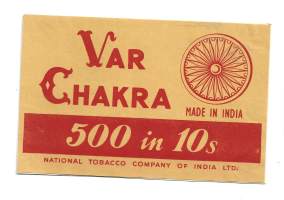 VAR
CHAKRA
MADE IN INDIA
500 in 10s
NATIONAL TOBACCO COMPANY OF INDIA LTD.